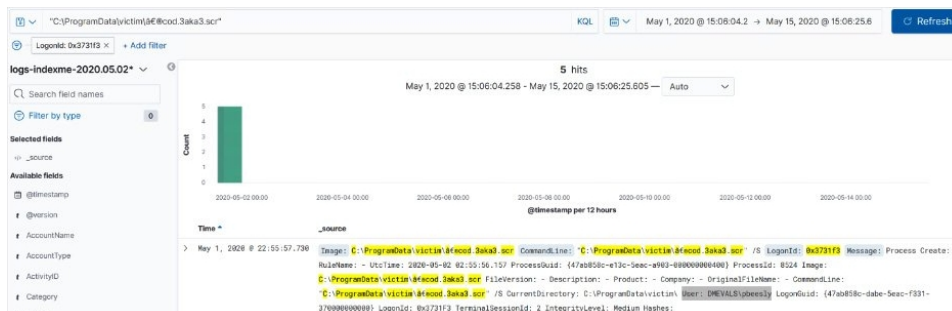 "C:\ProgramData\victim\â€®cod.3aka3.scr" KQL May 1, 2020 @ 15:06:04.2 → May 15, 2020 @ 15:06:25.6 Refresh
LogonId: 0x3731f3 × + Add filter
logs-indexme-2020.05.02*
5 hits
May 1, 2020 @ 15:06:04.258 - May 15, 2020 @ 15:06:25.605 — Auto
Search field names
Filter by type 0
Selected fields
_source
Available fields
@timestamp
@version
AccountName
AccountType
ActivityID
Category
Count
5
4
3
2
1
0
2020-05-02 00:00 2020-05-04 00:00 2020-05-06 00:00 2020-05-08 00:00 2020-05-10 00:00 2020-05-12 00:00 2020-05-14 00:00
@timestamp per 12 hours
Time _source
May 1, 2020 @ 22:55:57.730 Image: C:\ProgramData\victim\â€®cod.3aka3.scr CommandLine: "C:\ProgramData\victim\â€®cod.3aka3.scr" /S LogonId: 0x3731f3 Message: Process Create:
RuleName: - UtcTime: 2020-05-02 02:55:56.157 ProcessGuid: {47ab858c-e13c-5eac-a903-000000000400} ProcessId: 8524 Image:
C:\ProgramData\victim\â€®cod.3aka3.scr FileVersion: - Description: - Product: - Company: - OriginalFileName: - CommandLine:
"C:\ProgramData\victim\â€®cod.3aka3.scr" /S CurrentDirectory: C:\ProgramData\victim\ User: DMEVALS\pbeesly LogonGuid: {47ab858c-dabe-5eac-f331-
370000000000} LogonId: 0x3731F3 TerminalSessionId: 2 IntegrityLevel: Medium Hashes: